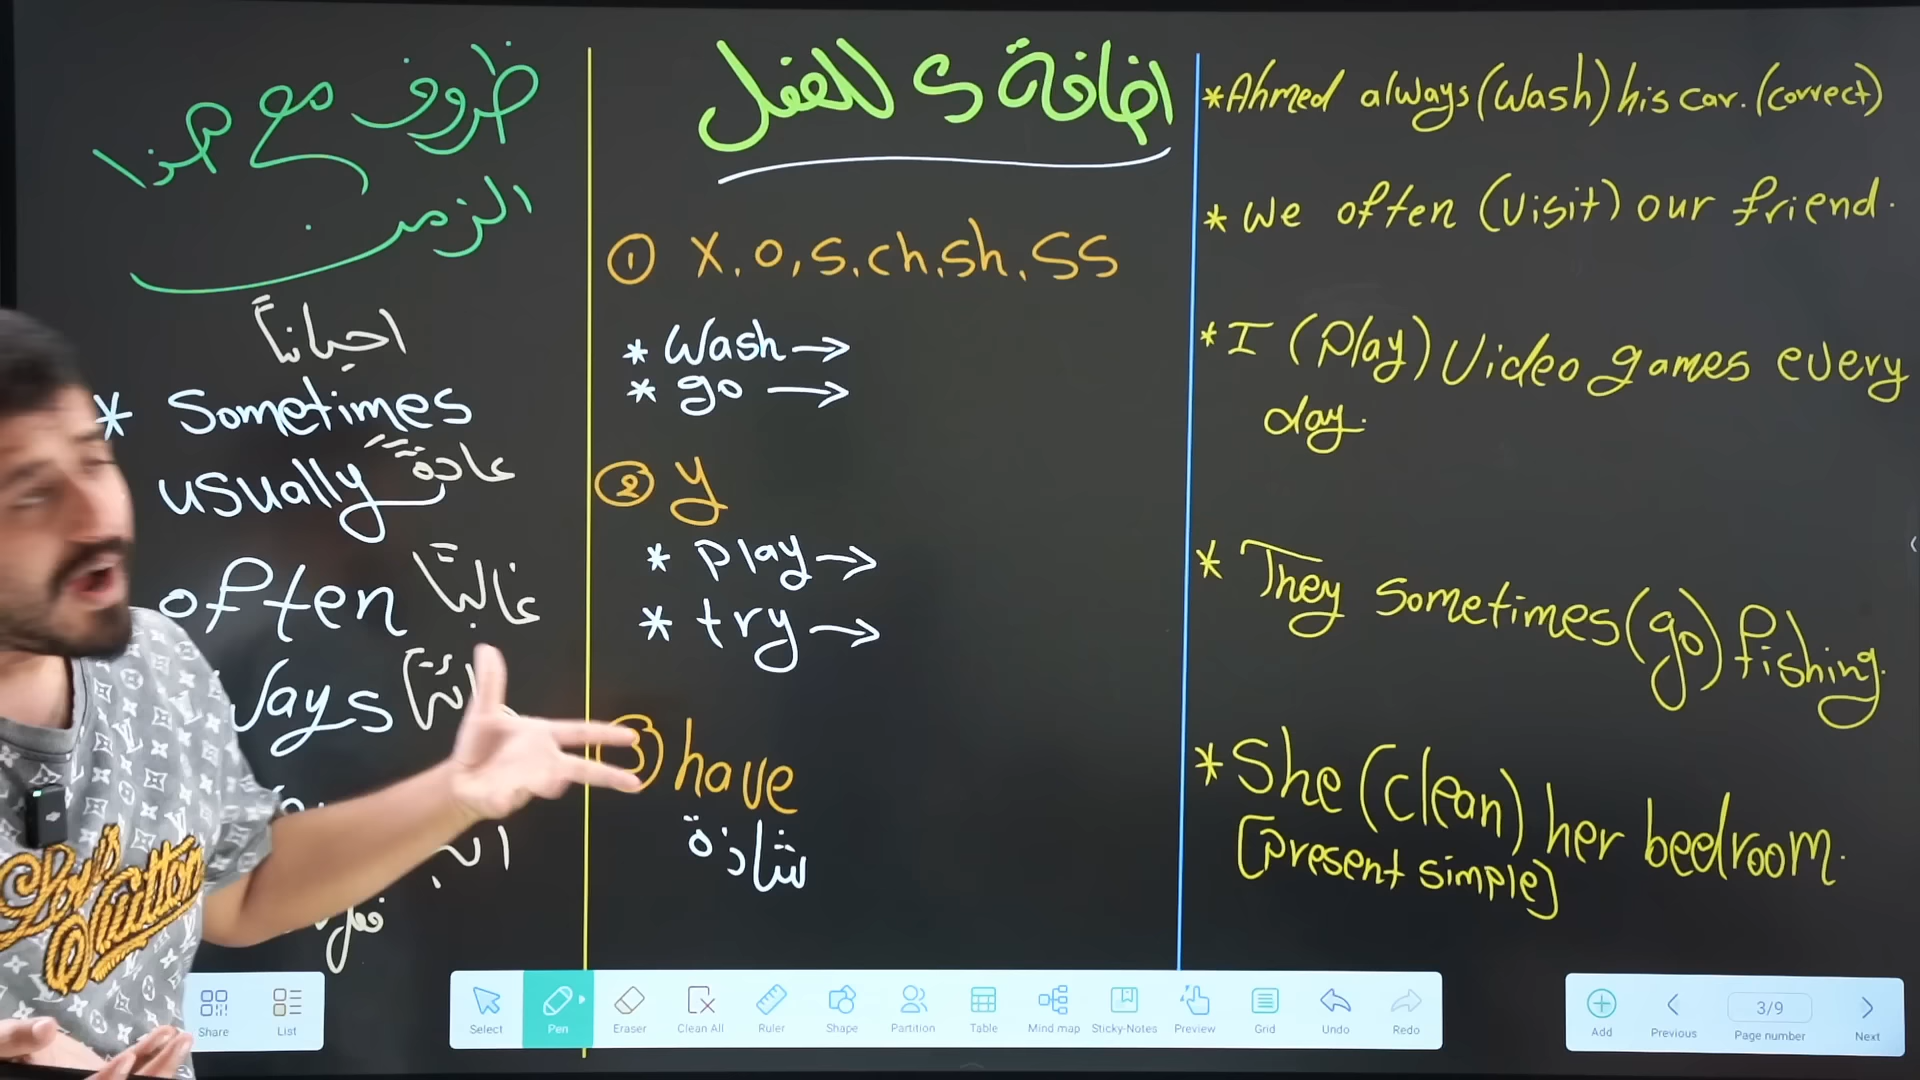 ظروف مع هذا
الزمن
احياناً
* Sometimes
usually عادةً
often غالباً
اضافة s للفعل
① X, o, s, ch, sh, SS
* Wash →
* go →
② y
* Play →
* try →
③ have
شاذة
* Ahmed always (Wash) his car. (correct)
* We often (visit) our friend.
* I (Play) Video games every
day.
* They sometimes (go) fishing.
* She (clean) her bedroom.
[Present simple]
Louis
Vuitton
Share
List
Select
Pen
Eraser
Clean All
Ruler
Shape
Partition
Table
Mind map
Sticky-Notes
Preview
Grid
Undo
Redo
Add
Previous
3/9
Page number
Next